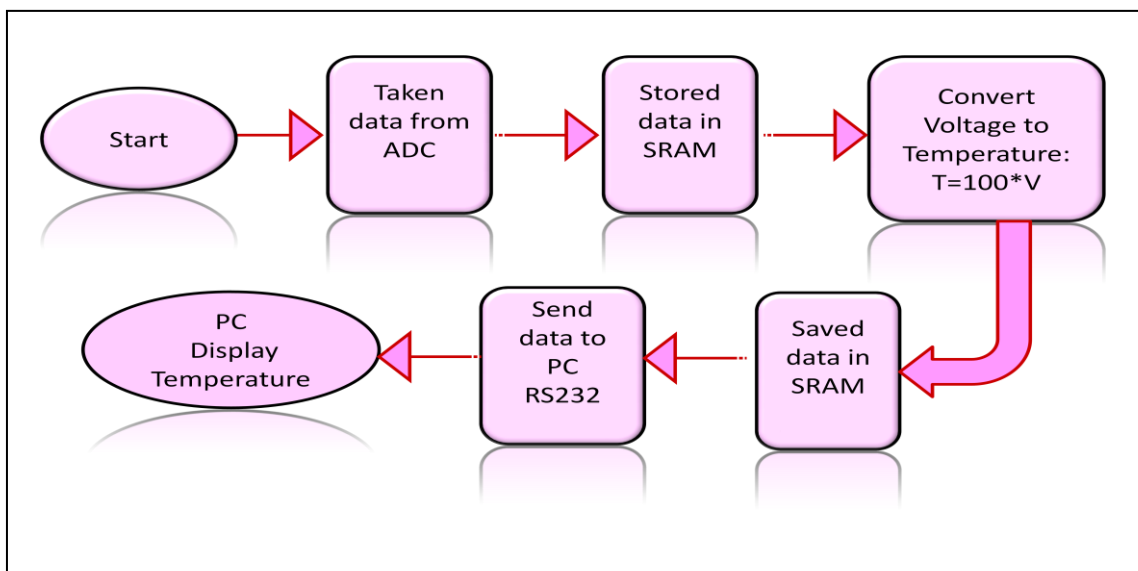 Start
Taken
data from
ADC
Stored
data in
SRAM
Convert
Voltage to
Temperature:
T=100*V
Saved
data in
SRAM
Send
data to
PC
RS232
PC
Display
Temperature